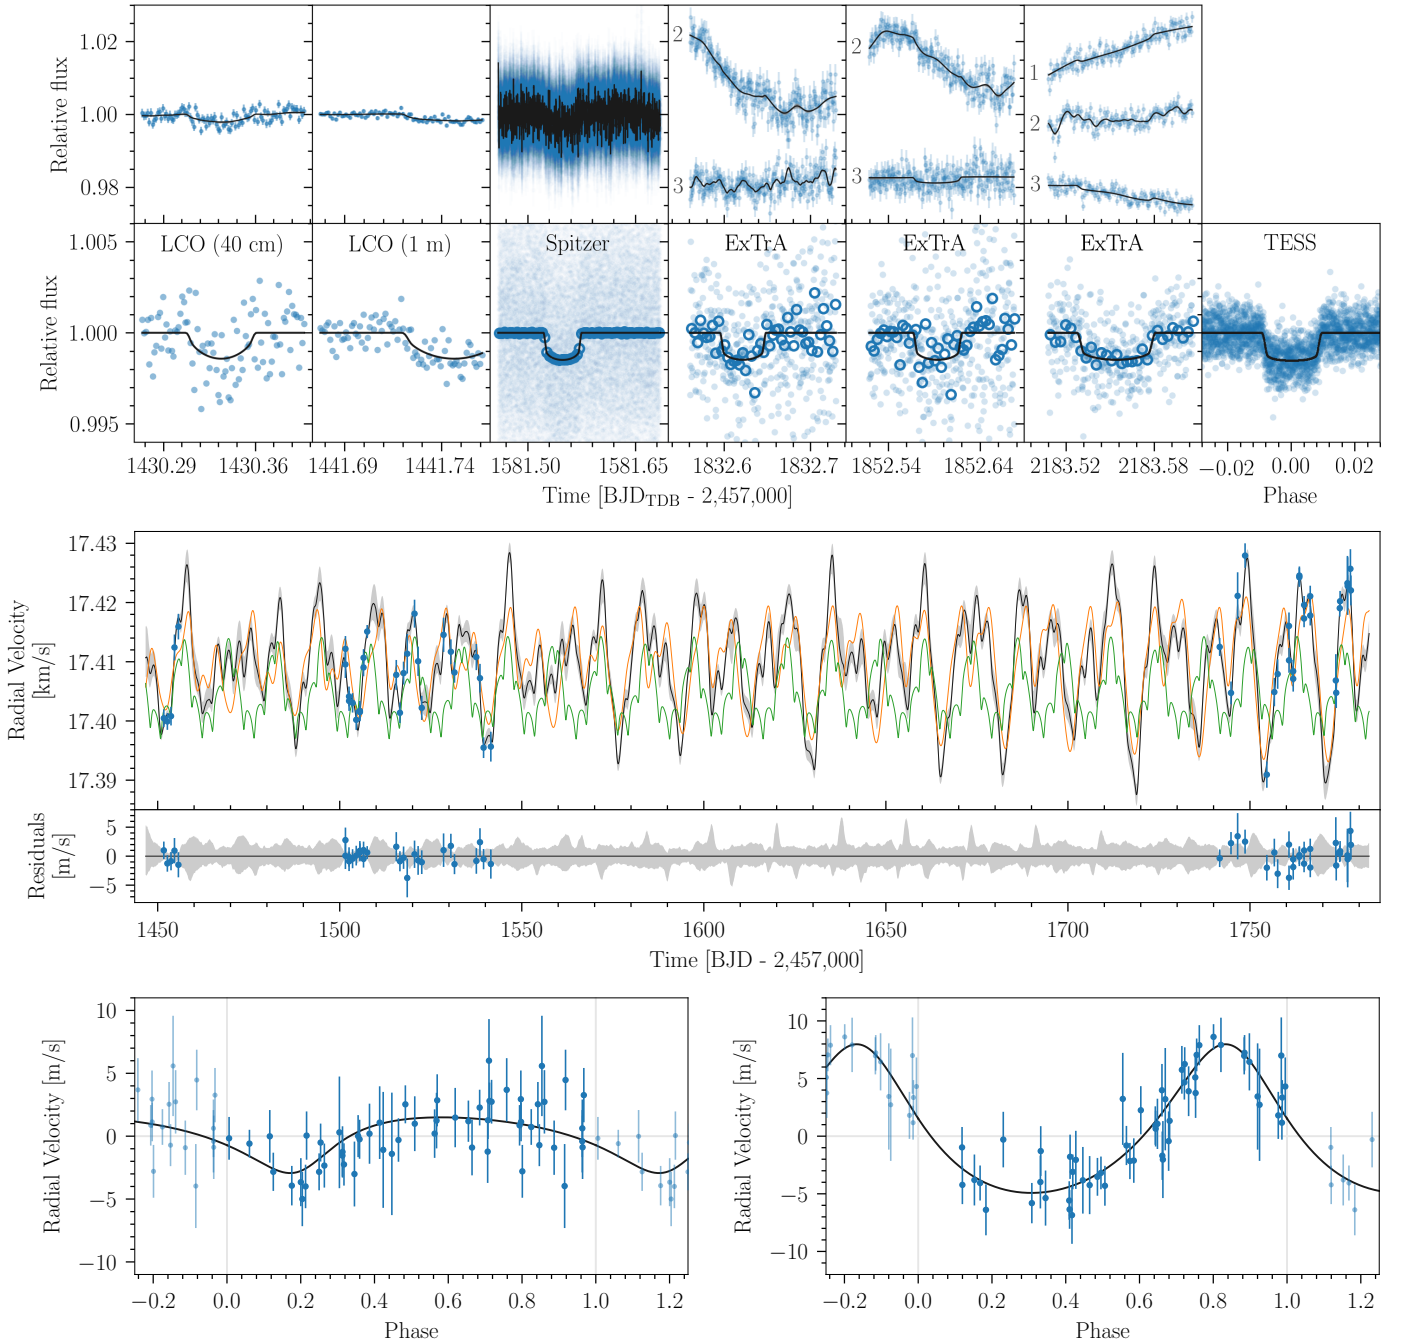 Relative flux
1.02
1.00
0.98
2
3
2
3
1
2
3
Relative flux
1.005
1.000
0.995
LCO (40 cm)
LCO (1 m)
Spitzer
ExTrA
ExTrA
ExTrA
TESS
1430.29 1430.36 1441.69 1441.74 1581.50 1581.65 1832.6 1832.7 1852.54 1852.64 2183.52 2183.58 −0.02 0.00 0.02
Time [BJD_TDB - 2,457,000]
Phase
Radial Velocity
[km/s]
17.43
17.42
17.41
17.40
17.39
Residuals
[m/s]
5
0
−5
1450 1500 1550 1600 1650 1700 1750
Time [BJD - 2,457,000]
Radial Velocity [m/s]
10
5
0
−5
−10
−0.2 0.0 0.2 0.4 0.6 0.8 1.0 1.2
Phase
Radial Velocity [m/s]
10
5
0
−5
−10
−0.2 0.0 0.2 0.4 0.6 0.8 1.0 1.2
Phase